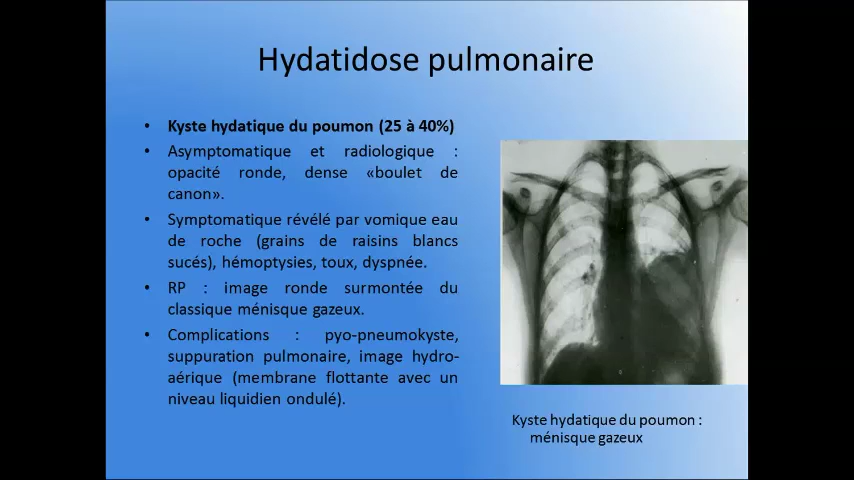 Hydatidose pulmonaire
• Kyste hydatique du poumon (25 à 40%)
• Asymptomatique et radiologique :
opacité ronde, dense «boulet de
canon».
• Symptomatique révélé par vomique eau
de roche (grains de raisins blancs
sucés), hémoptysies, toux, dyspnée.
• RP : image ronde surmontée du
classique ménisque gazeux.
• Complications : pyo-pneumokyste,
suppuration pulmonaire, image hydro-
aérique (membrane flottante avec un
niveau liquidien ondulé).
Kyste hydatique du poumon :
ménisque gazeux